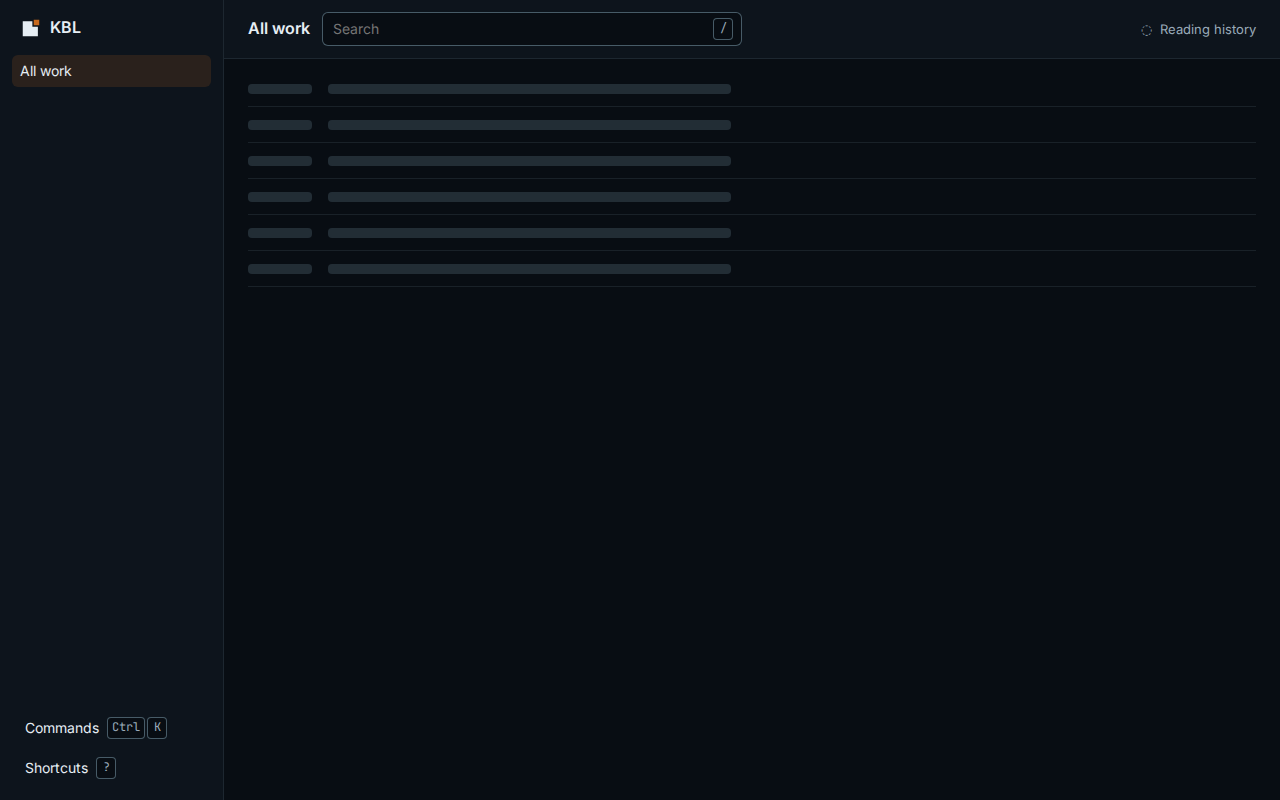 KBL
All work
All work
Search /
Reading history
Commands Ctrl K
Shortcuts ?